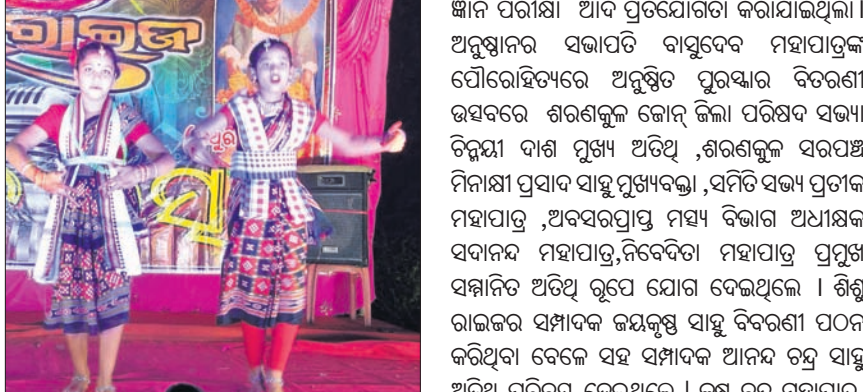 ରାଇଜ
ଜ୍ଞାନ ପରୀକ୍ଷା ଆଦି ପ୍ରତିଯୋଗିତା କରାଯାଇଥିଲା ।
ଅନୁଷ୍ଠାନର ସଭାପତି ବାସୁଦେବ ମହାପାତ୍ରଙ୍କ
ପୌରୋହିତ୍ୟରେ ଅନୁଷ୍ଠିତ ପୁରସ୍କାର ବିତରଣୀ
ଉତ୍ସବରେ ଶରଣକୁଳ ଜୋନ୍ ଜିଲା ପରିଷଦ ସଭ୍ୟା
ଚିନ୍ମୟୀ ଦାଶ ମୁଖ୍ୟ ଅତିଥି ,ଶରଣକୁଳ ସରପଞ୍ଚ
ମିନାକ୍ଷୀ ପ୍ରସାଦ ସାହୁ ମୁଖ୍ୟବକ୍ତା ,ସମିତି ସଭ୍ୟ ପ୍ରତୀକ
ମହାପାତ୍ର ,ଅବସରପ୍ରାପ୍ତ ମତ୍ସ୍ୟ ବିଭାଗ ଅଧୀକ୍ଷକ
ସଦାନନ୍ଦ ମହାପାତ୍ର,ନିବେଦିତା ମହାପାତ୍ର ପ୍ରମୁଖ
ସମ୍ମାନିତ ଅତିଥି ରୂପେ ଯୋଗ ଦେଇଥିଲେ । ଶିଶୁ
ରାଇଜର ସମ୍ପାଦକ ଜୟକୃଷ୍ଣ ସାହୁ ବିବରଣୀ ପଠନ
କରିଥିବା ବେଳେ ସହ ସମ୍ପାଦକ ଆନନ୍ଦ ଚନ୍ଦ୍ର ସାହୁ